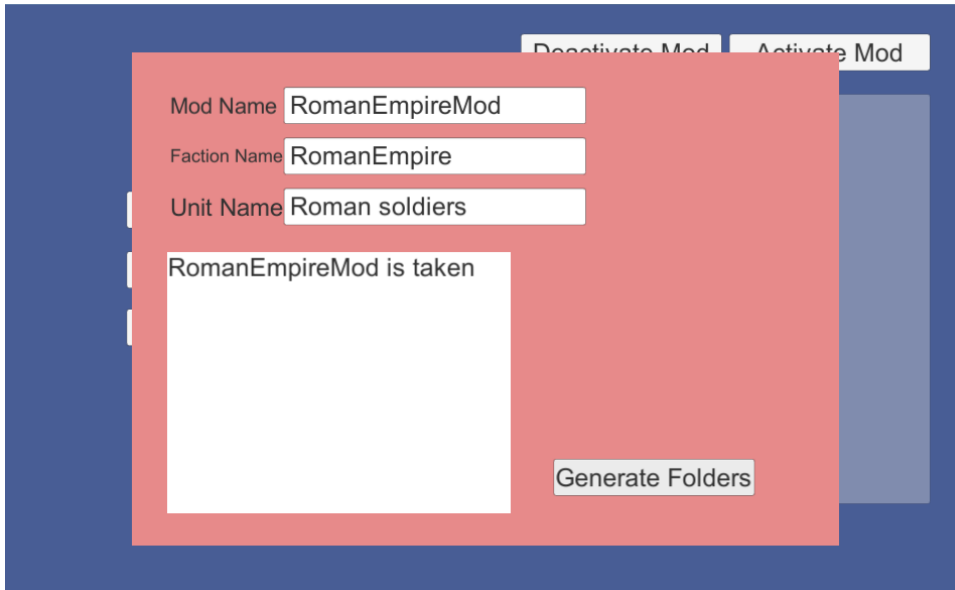 Deactivate Mod
Activate Mod
Mod Name RomanEmpireMod
Faction Name RomanEmpire
Unit Name Roman soldiers
RomanEmpireMod is taken
Generate Folders